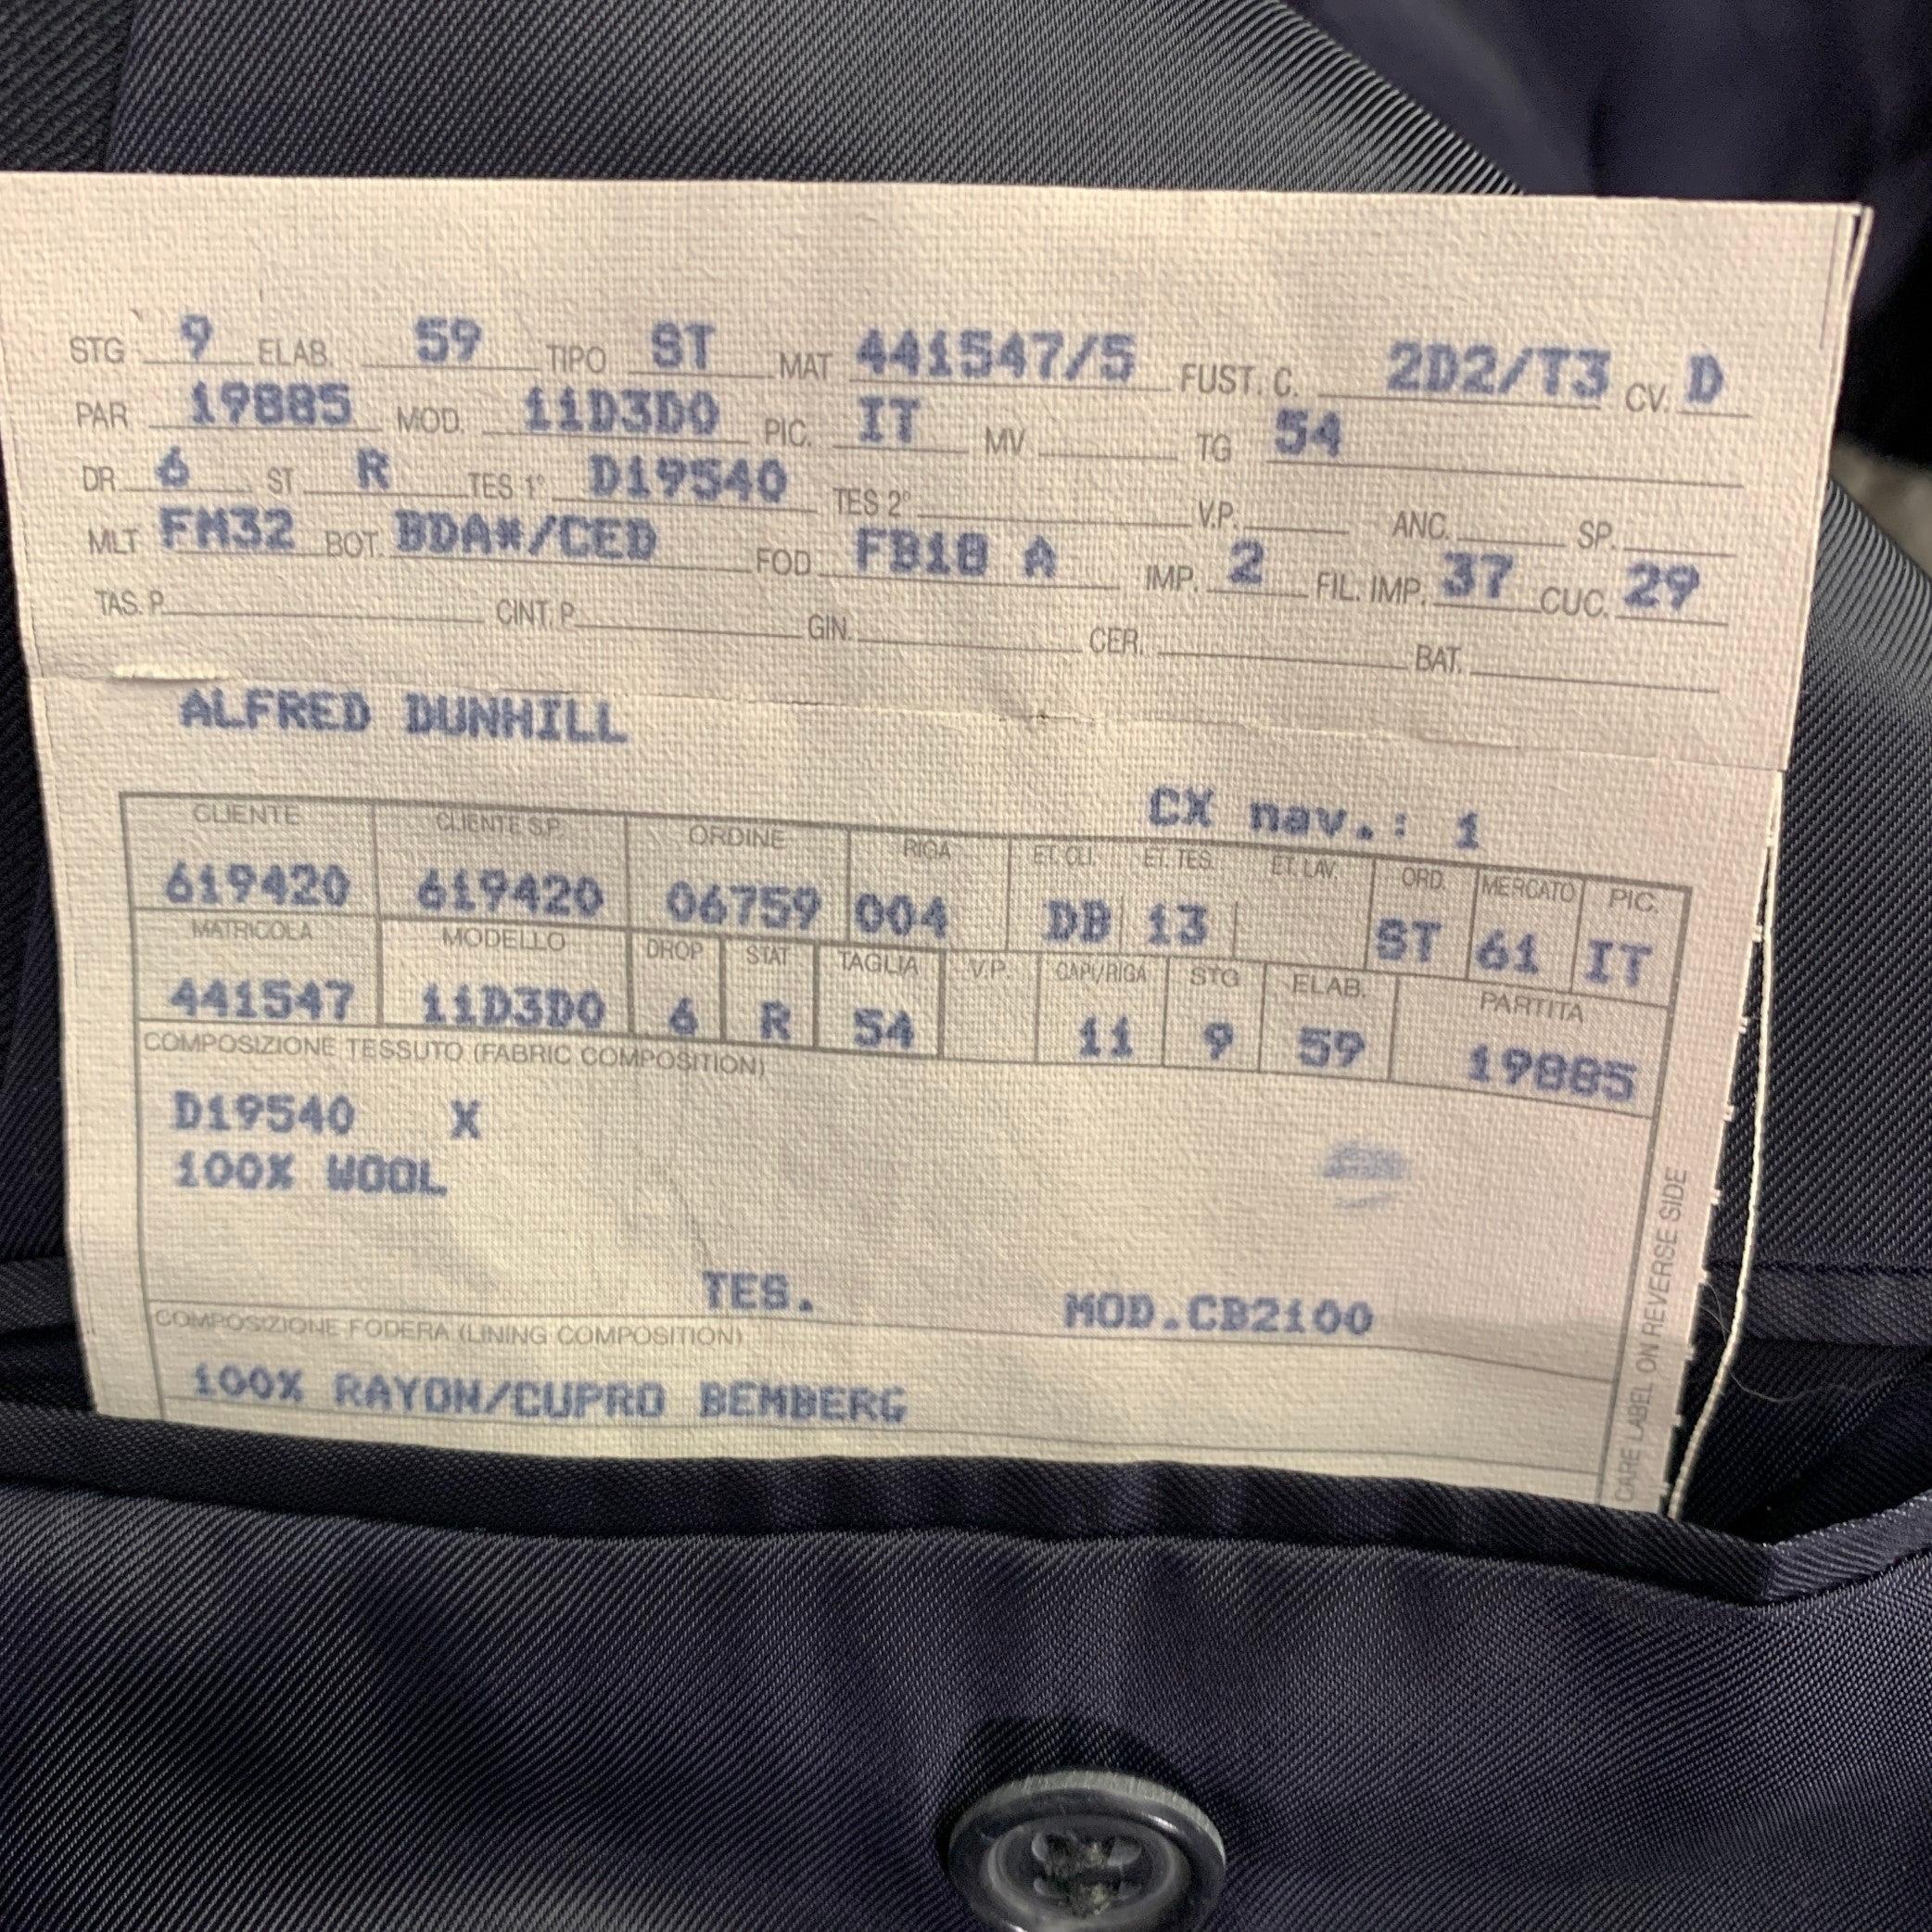 STG 9 ELAB. 59 TIPO ST MAT 441547/5 FUST. C. 2D2/T3 CV. D
PAR 19885 MOD. 11D3D0 PIC. IT MV TG 54
DR 6 ST R TES 1° D19540 TES 2° V.P. ANC. SP.
MLT FM32 BOT. BDA*/CED FOD FB18 A IMP. 2 FIL. IMP. 37 CUC. 29
TAS. P. CINT. P. GIN. CER. BAT.
ALFRED DUNHILL
CX nav.: 1
CLIENTE CLIENTE S.P. ORDINE RIGA ET. CLI. ET. TES. ET. LAV. ORD. MERCATO PIC.
619420 619420 06759 004 DB 13 ST 61 IT
MATRICOLA MODELLO DROP STAT TAGLIA V.P. CAPI/RIGA STG ELAB. PARTITA
441547 11D3D0 6 R 54 11 9 59 19885
COMPOSIZIONE TESSUTO (FABRIC COMPOSITION)
D19540 X
100% WOOL
TES. MOD.CB2100
COMPOSIZIONE FODERA (LINING COMPOSITION)
100% RAYON/CUPRO BEMBERG
CARE LABEL ON REVERSE SIDE